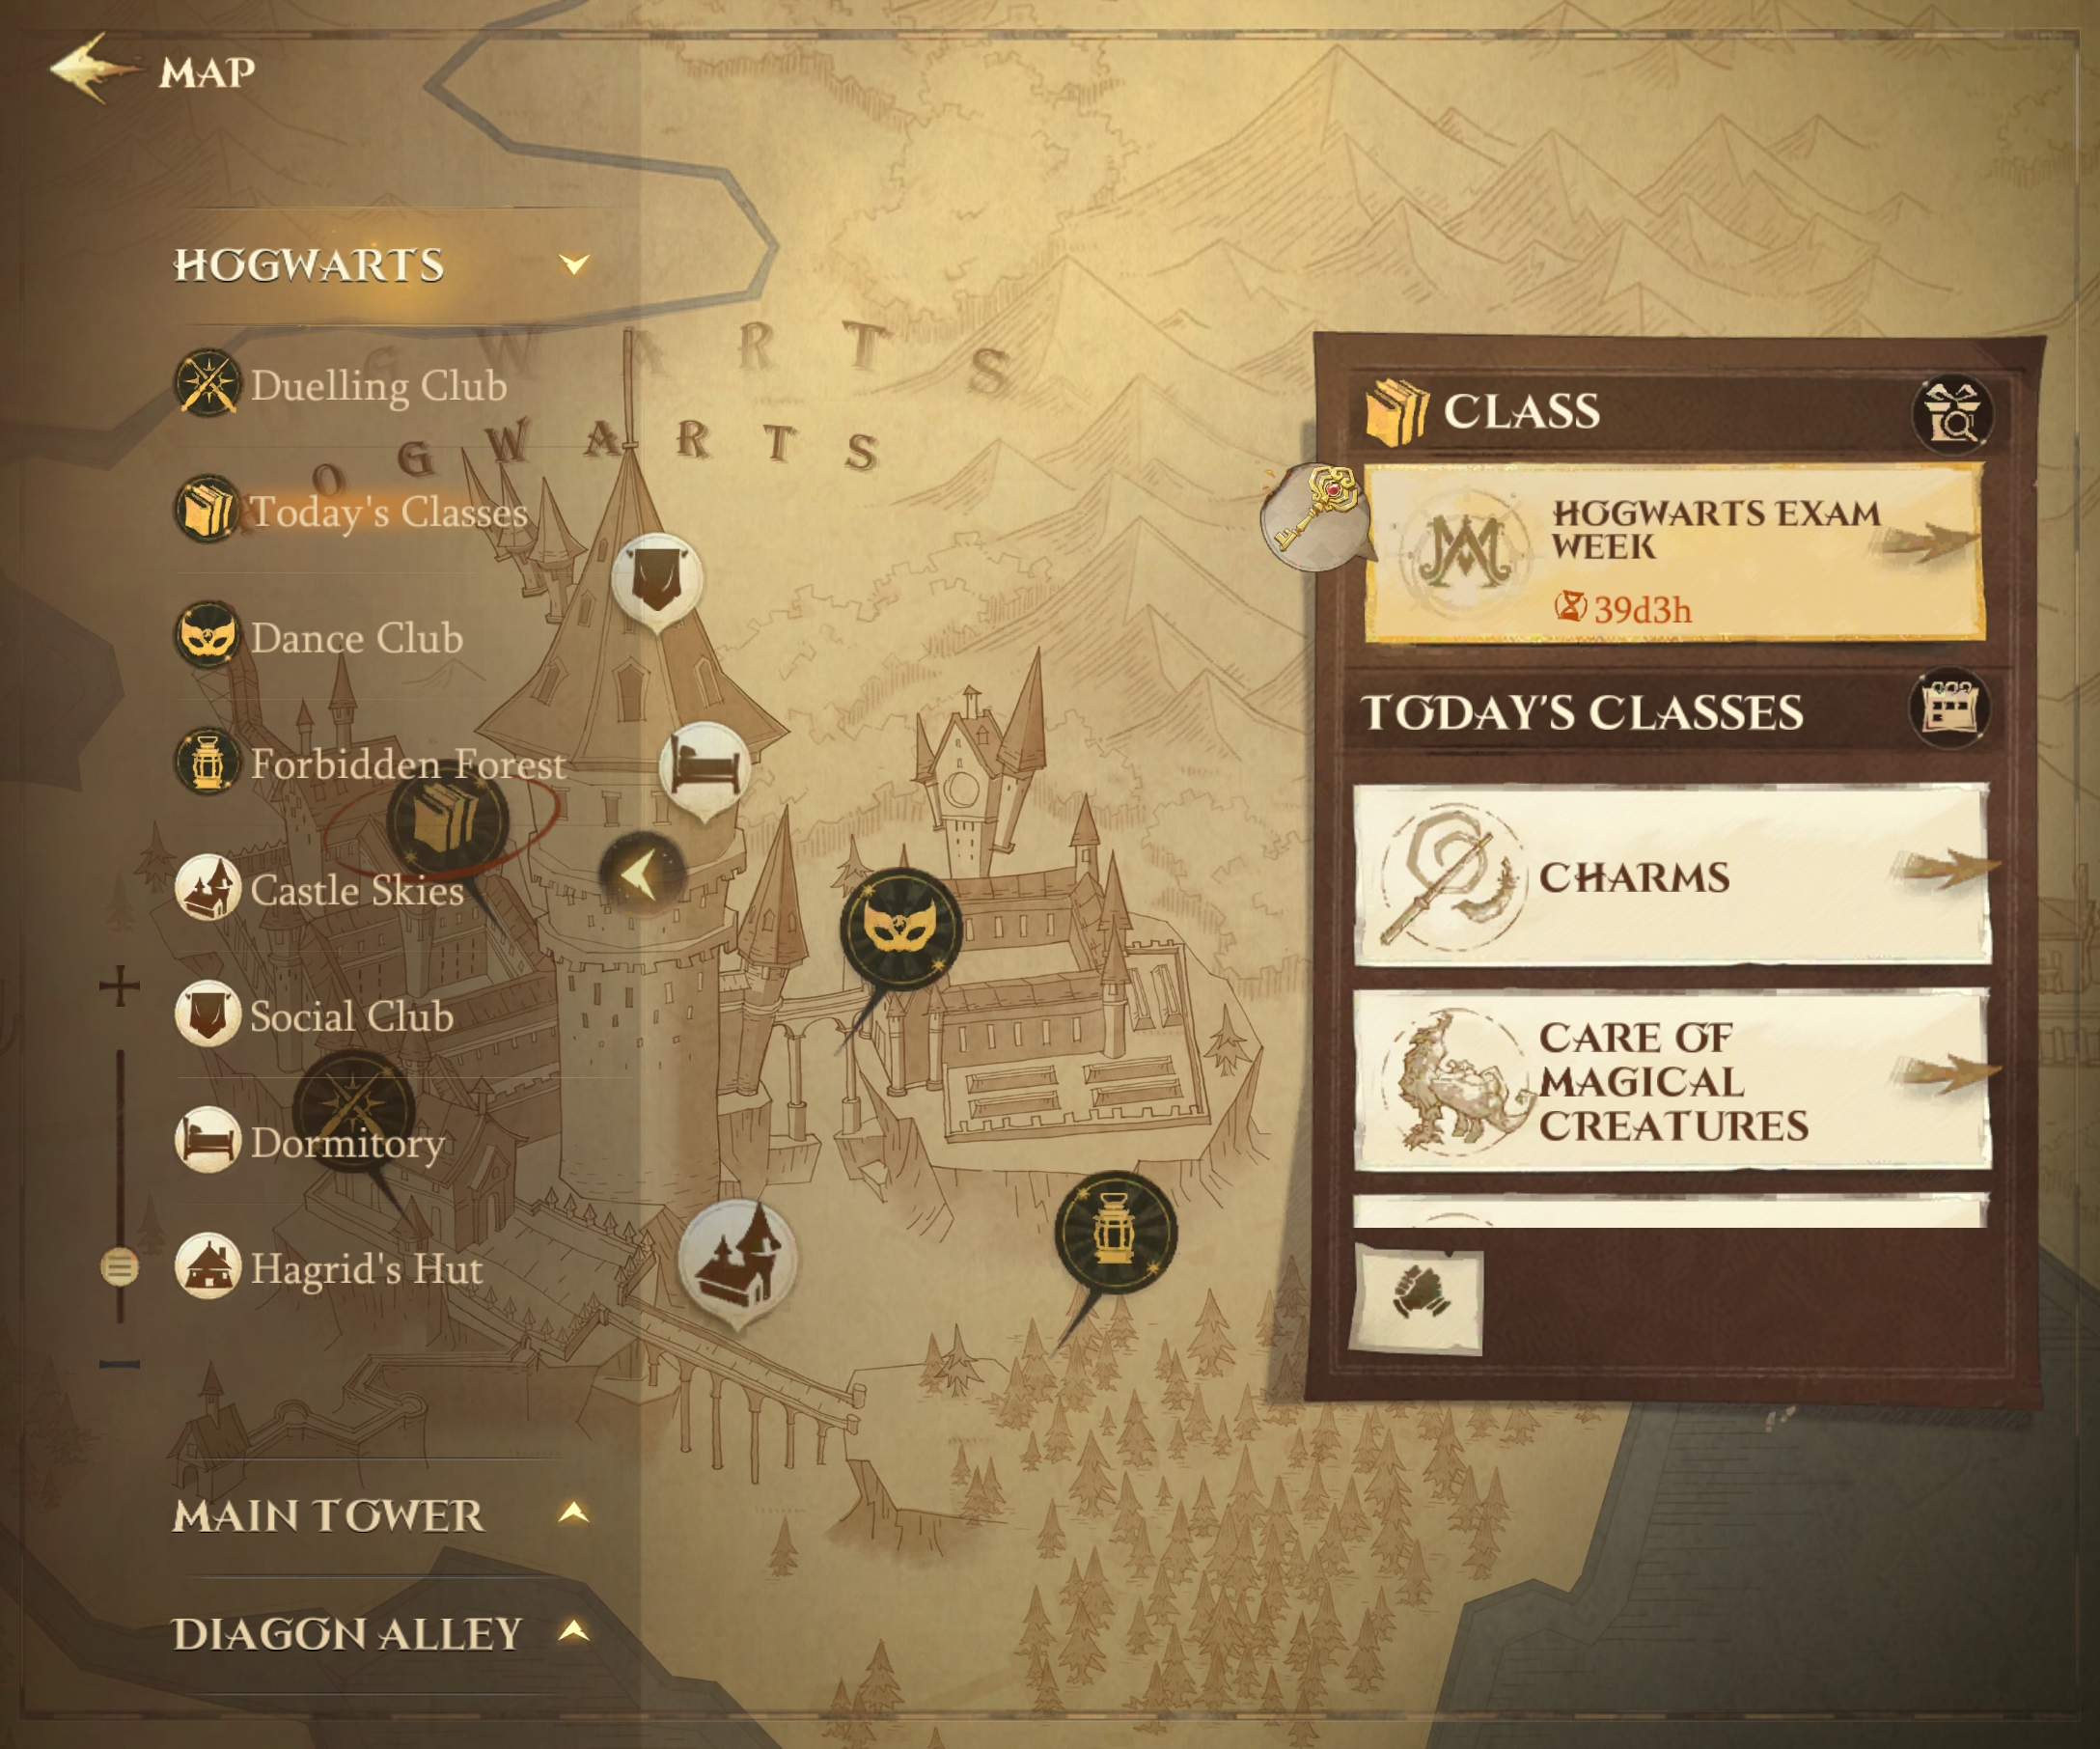 MAP
HOGWARTS
Duelling Club
Today's Classes
Dance Club
Forbidden Forest
Castle Skies
Social Club
Dormitory
Hagrid's Hut
MAIN TOWER
DIAGON ALLEY
G W A R T S
O G W A R T S
CLASS
HOGWARTS EXAM
WEEK
39d3h
TODAY'S CLASSES
CHARMS
CARE OF
MAGICAL
CREATURES